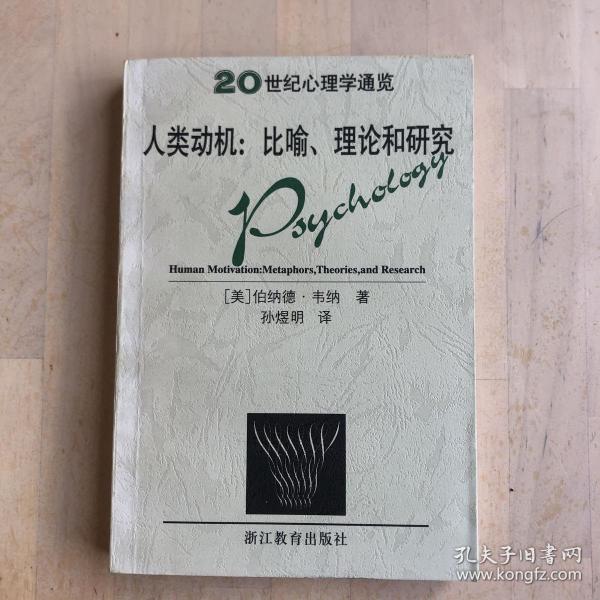 20世纪心理学通览
人类动机：比喻、理论和研究
Psychology
Human Motivation:Metaphors,Theories,and Research
[美]伯纳德·韦纳 著
孙煜明 译
浙江教育出版社
孔夫子旧书网
www.kongfz.com